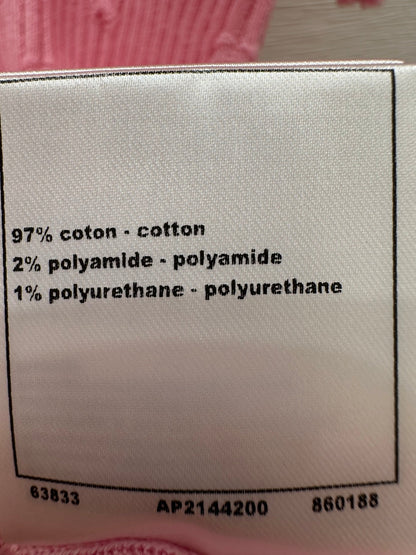 97% coton - cotton
2% polyamide - polyamide
1% polyurethane - polyurethane
63833 AP2144200 860188